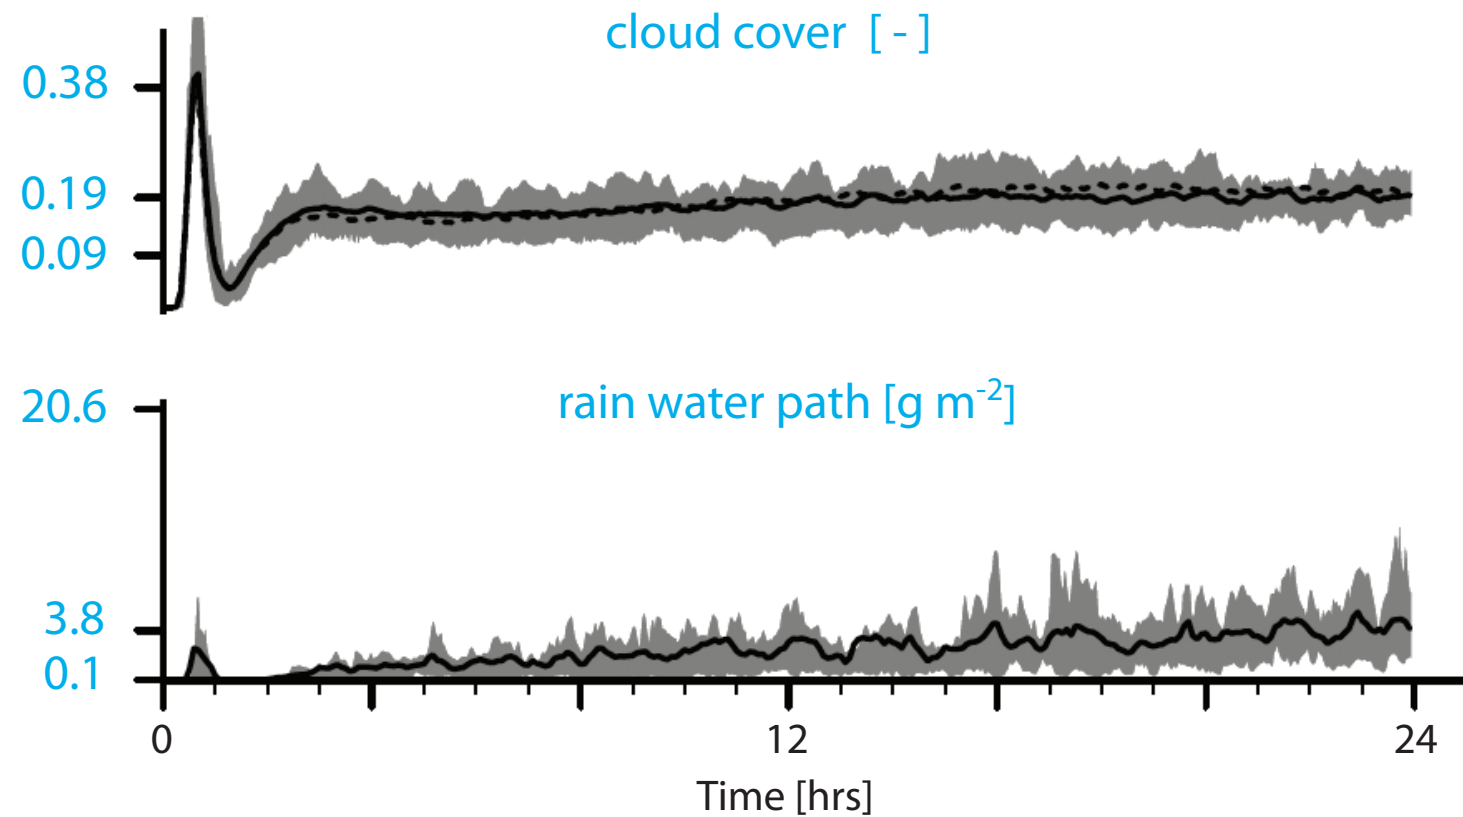 cloud cover [ - ]
0.38
0.19
0.09
rain water path [g m⁻²]
20.6
3.8
0.1
0 12 24
Time [hrs]